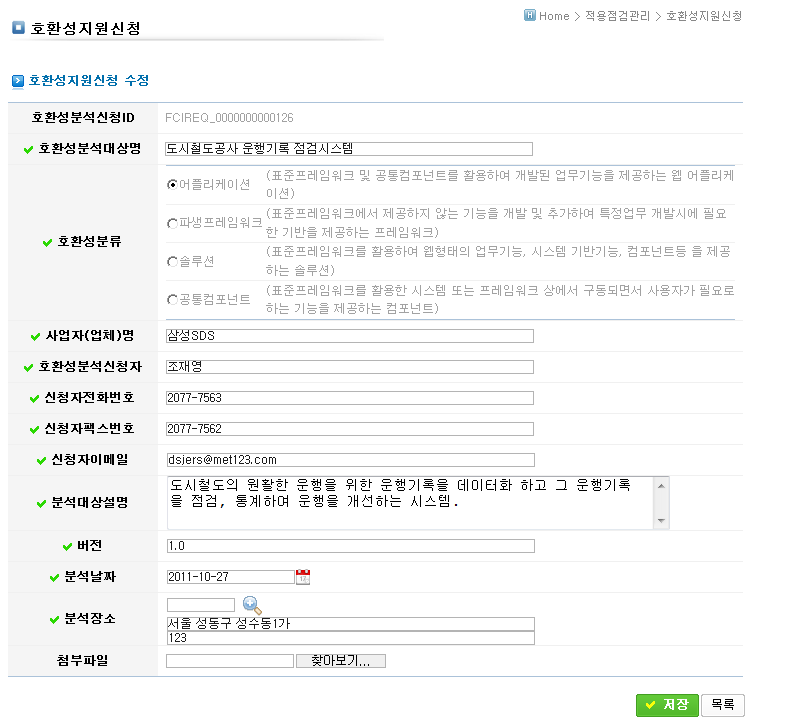 호환성지원신청
Home > 적용점검관리 > 호환성지원신청
호환성지원신청 수정
호환성분석신청ID FCIREQ_0000000000126
호환성분석대상명 도시철도공사 운행기록 점검시스템
호환성분류
어플리케이션 (표준프레임워크 및 공통컴포넌트를 활용하여 개발된 업무기능을 제공하는 웹 어플리케
이션)
파생프레임워크 (표준프레임워크에서 제공하지 않는 기능을 개발 및 추가하여 특정업무 개발시에 필요
한 기반을 제공하는 프레임워크)
솔루션 (표준프레임워크를 활용하여 웹형태의 업무기능, 시스템 기반기능, 컴포넌트등 을 제공
하는 솔루션)
공통컴포넌트 (표준프레임워크를 활용한 시스템 또는 프레임워크 상에서 구동되면서 사용자가 필요로
하는 기능을 제공하는 컴포넌트)
사업자(업체)명 삼성SDS
호환성분석신청자 조재영
신청자전화번호 2077-7563
신청자팩스번호 2077-7562
신청자이메일 dsjers@met123.com
분석대상설명 도시철도의 원활한 운행을 위한 운행기록을 데이터화 하고 그 운행기록
을 점검, 통계하여 운행을 개선하는 시스템.
버전 1.0
분석날짜 2011-10-27
분석장소
서울 성동구 성수동1가
123
첨부파일 찾아보기...
저장 목록